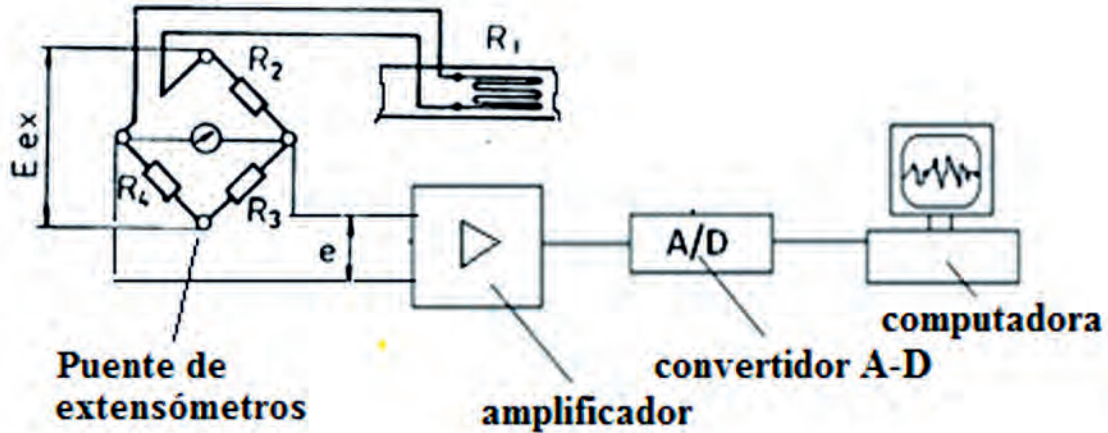 R₁
R₂
E ex
R₄
R₃
e
A/D
computadora
Puente de
extensómetros
convertidor A-D
amplificador